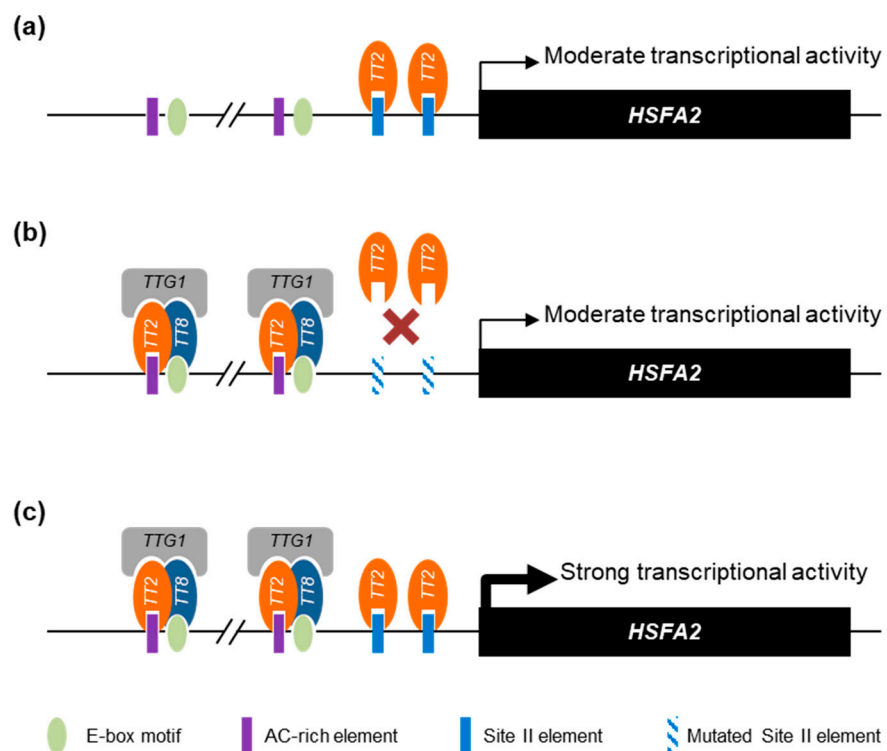 (a)
TT2 TT2
Moderate transcriptional activity
HSFA2
(b)
TTG1 TTG1
TT2 TT2
TT2 TT8 TT2 TT8
Moderate transcriptional activity
HSFA2
(c)
TTG1 TTG1
TT2 TT8 TT2 TT8 TT2 TT2
Strong transcriptional activity
HSFA2
E-box motif AC-rich element Site II element Mutated Site II element